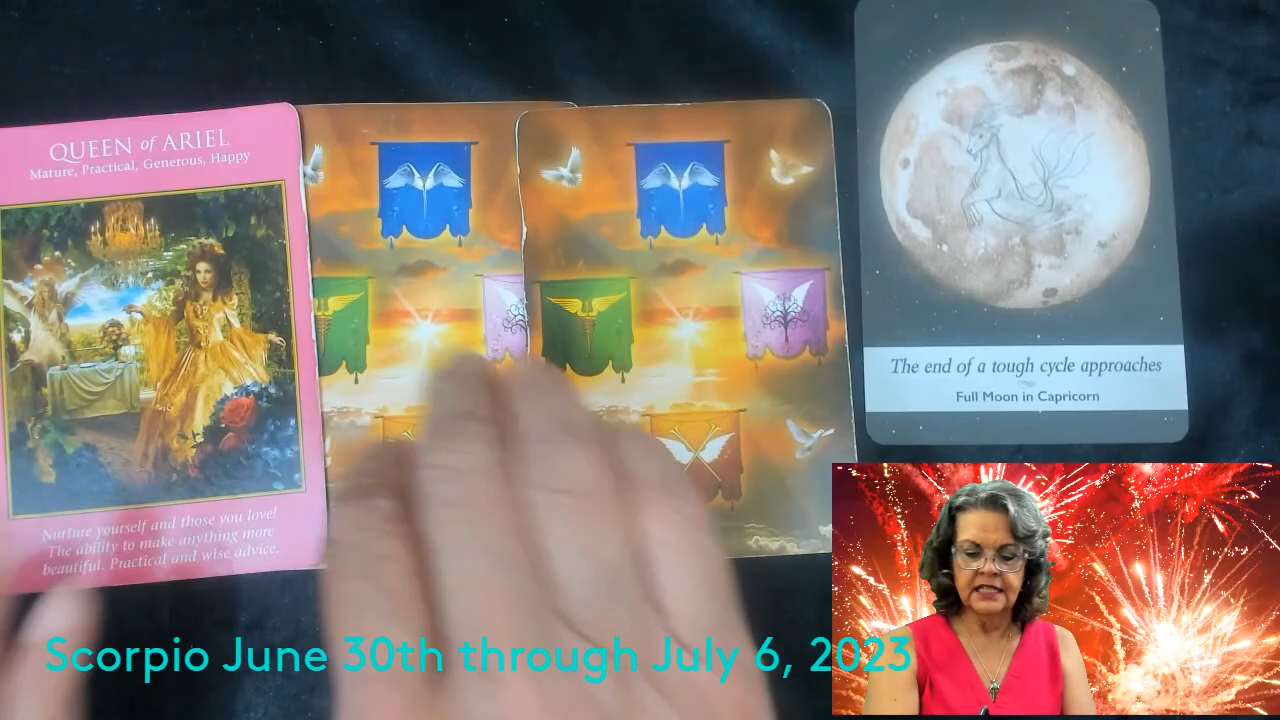 QUEEN of ARIEL
Mature, Practical, Generous, Happy
Nurture yourself and those you love!
The ability to make anything more
beautiful. Practical and wise advice.
The end of a tough cycle approaches
Full Moon in Capricorn
Scorpio June 30th through July 6, 2023